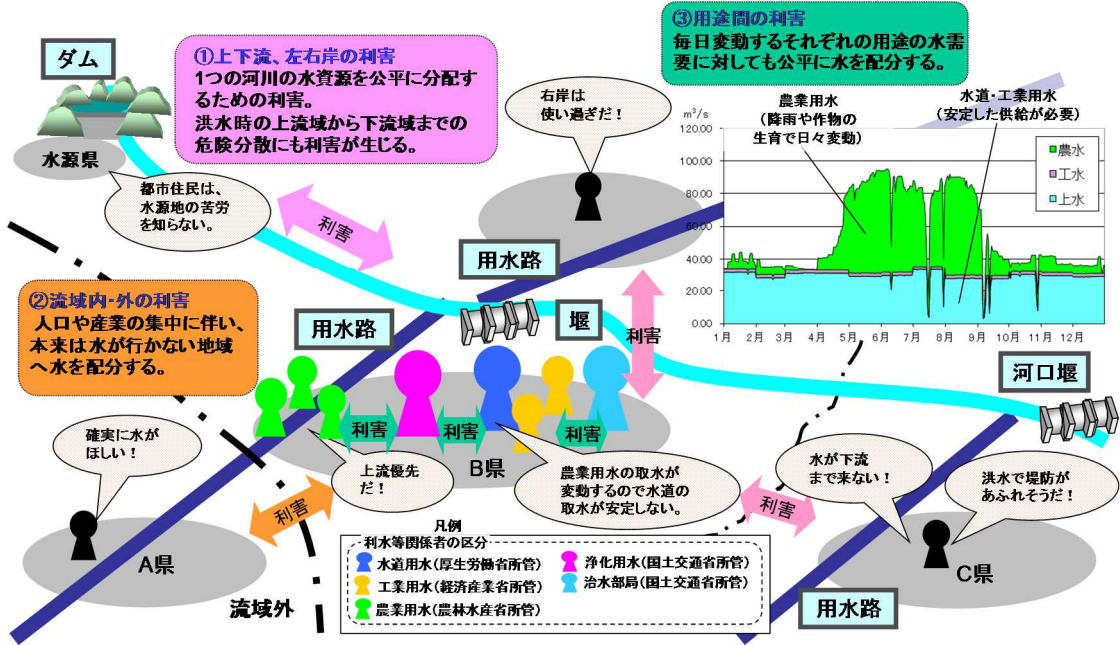 ダム
水源県
①上下流、左右岸の利害
1つの河川の水資源を公平に分配す
るための利害。
洪水時の上流域から下流域までの
危険分散にも利害が生じる。
③用途間の利害
毎日変動するそれぞれの用途の水需
要に対しても公平に水を配分する。
右岸は
使い過ぎだ!
都市住民は、
水源地の苦労
を知らない。
利害
農業用水
(降雨や作物の
生育で日々変動)
水道・工業用水
(安定した供給が必要)
m³/s
120.00
100.00
80.00
60.00
40.00
20.00
0.00
農水
工水
上水
1月 2月 3月 4月 5月 6月 7月 8月 9月 10月 11月 12月
用水路
②流域内・外の利害
人口や産業の集中に伴い、
本来は水が行かない地域
へ水を配分する。
用水路
堰
利害
河口堰
利害
利害
利害
B県
確実に水が
ほしい!
上流優先
だ!
農業用水の取水が
変動するので水道の
取水が安定しない。
水が下流
まで来ない!
洪水で堤防が
あふれそうだ!
利害
利害
A県
C県
流域外
用水路
凡例
利水等関係者の区分
水道用水(厚生労働省所管)
浄化用水(国土交通省所管)
工業用水(経済産業省所管)
治水部局(国土交通省所管)
農業用水(農林水産省所管)